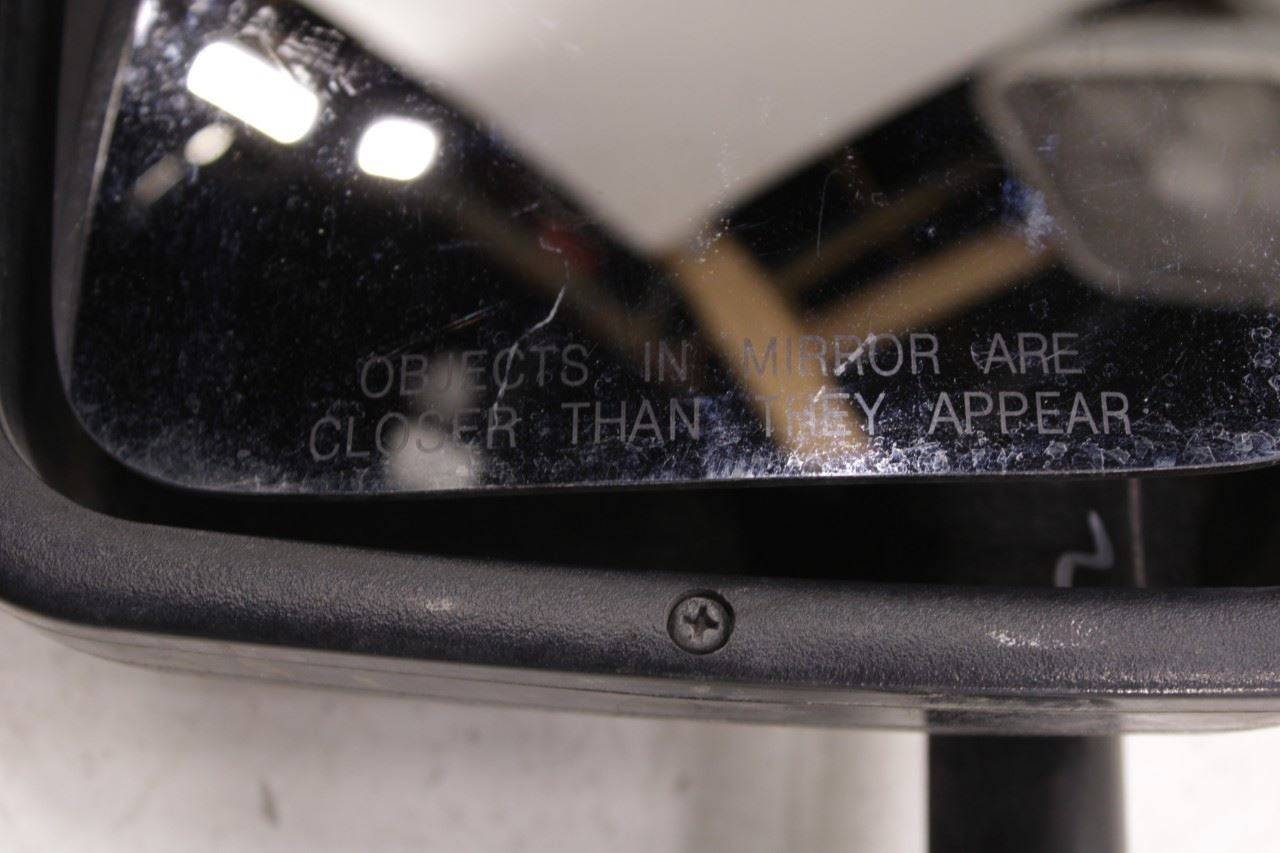 OBJECTS IN MIRROR ARE
CLOSER THAN THEY APPEAR